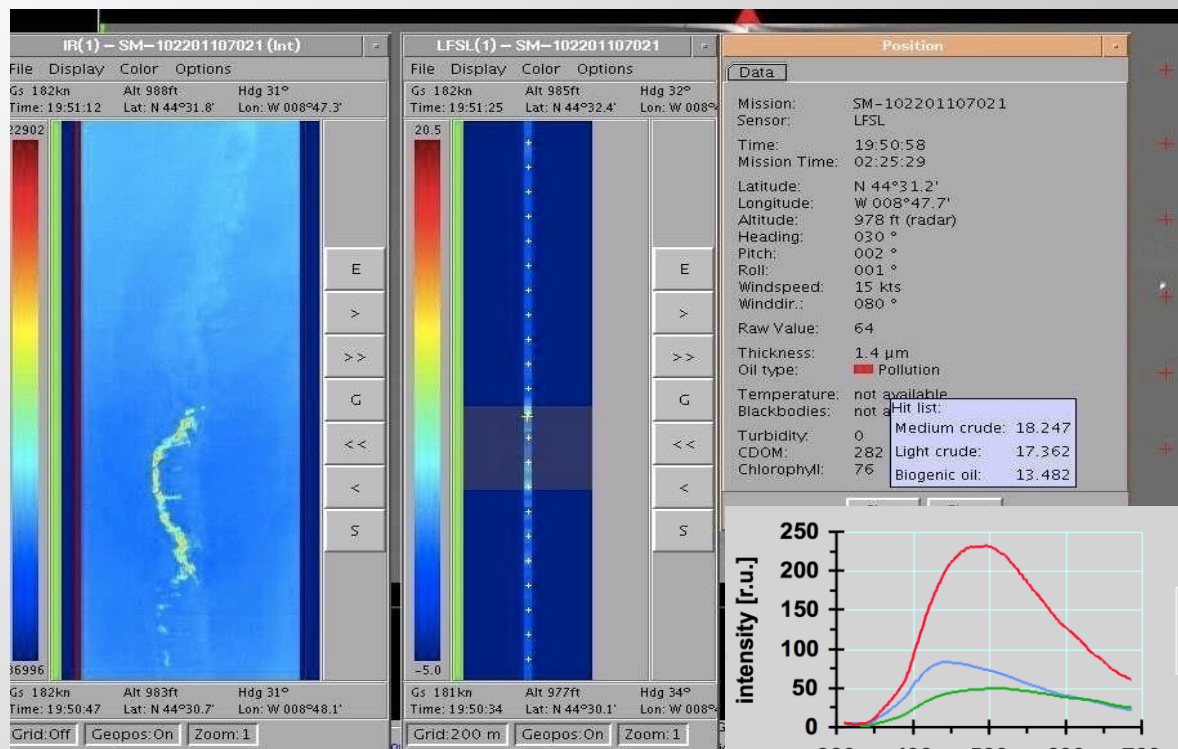 IR(1) – SM–102201107021 (Int)
File Display Color Options
Gs 182kn Alt 988ft Hdg 31°
Time: 19:51:12 Lat: N 44°31.8' Lon: W 008°47.3'
22902
E
>
>>
G
<<
<
S
36996
Gs 182kn Alt 983ft Hdg 31°
Time: 19:50:47 Lat: N 44°30.7' Lon: W 008°48.1'
Grid:Off Geopos:On Zoom:1
LFSL(1) – SM–102201107021
File Display Color Options
Gs 182kn Alt 985ft Hdg 32°
Time: 19:51:25 Lat: N 44°32.4' Lon: W 008°
20.5
E
>
>>
G
<<
<
S
–5.0
Gs 181kn Alt 977ft Hdg 34°
Time: 19:50:34 Lat: N 44°30.1' Lon: W 008°
Grid:200 m Geopos:On Zoom:1
Position
Data
Mission: SM–102201107021
Sensor: LFSL
Time: 19:50:58
Mission Time: 02:25:29
Latitude: N 44°31.2'
Longitude: W 008°47.7'
Altitude: 978 ft (radar)
Heading: 030 °
Pitch: 002 °
Roll: 001 °
Windspeed: 15 kts
Winddir.: 080 °
Raw Value: 64
Thickness: 1.4 µm
Oil type: Pollution
Temperature: not available
Blackbodies: not a
Turbidity: 0
CDOM: 282
Chlorophyll: 76
Hit list:
Medium crude: 18.247
Light crude: 17.362
Biogenic oil: 13.482
intensity [r.u.]
250
200
150
100
50
0